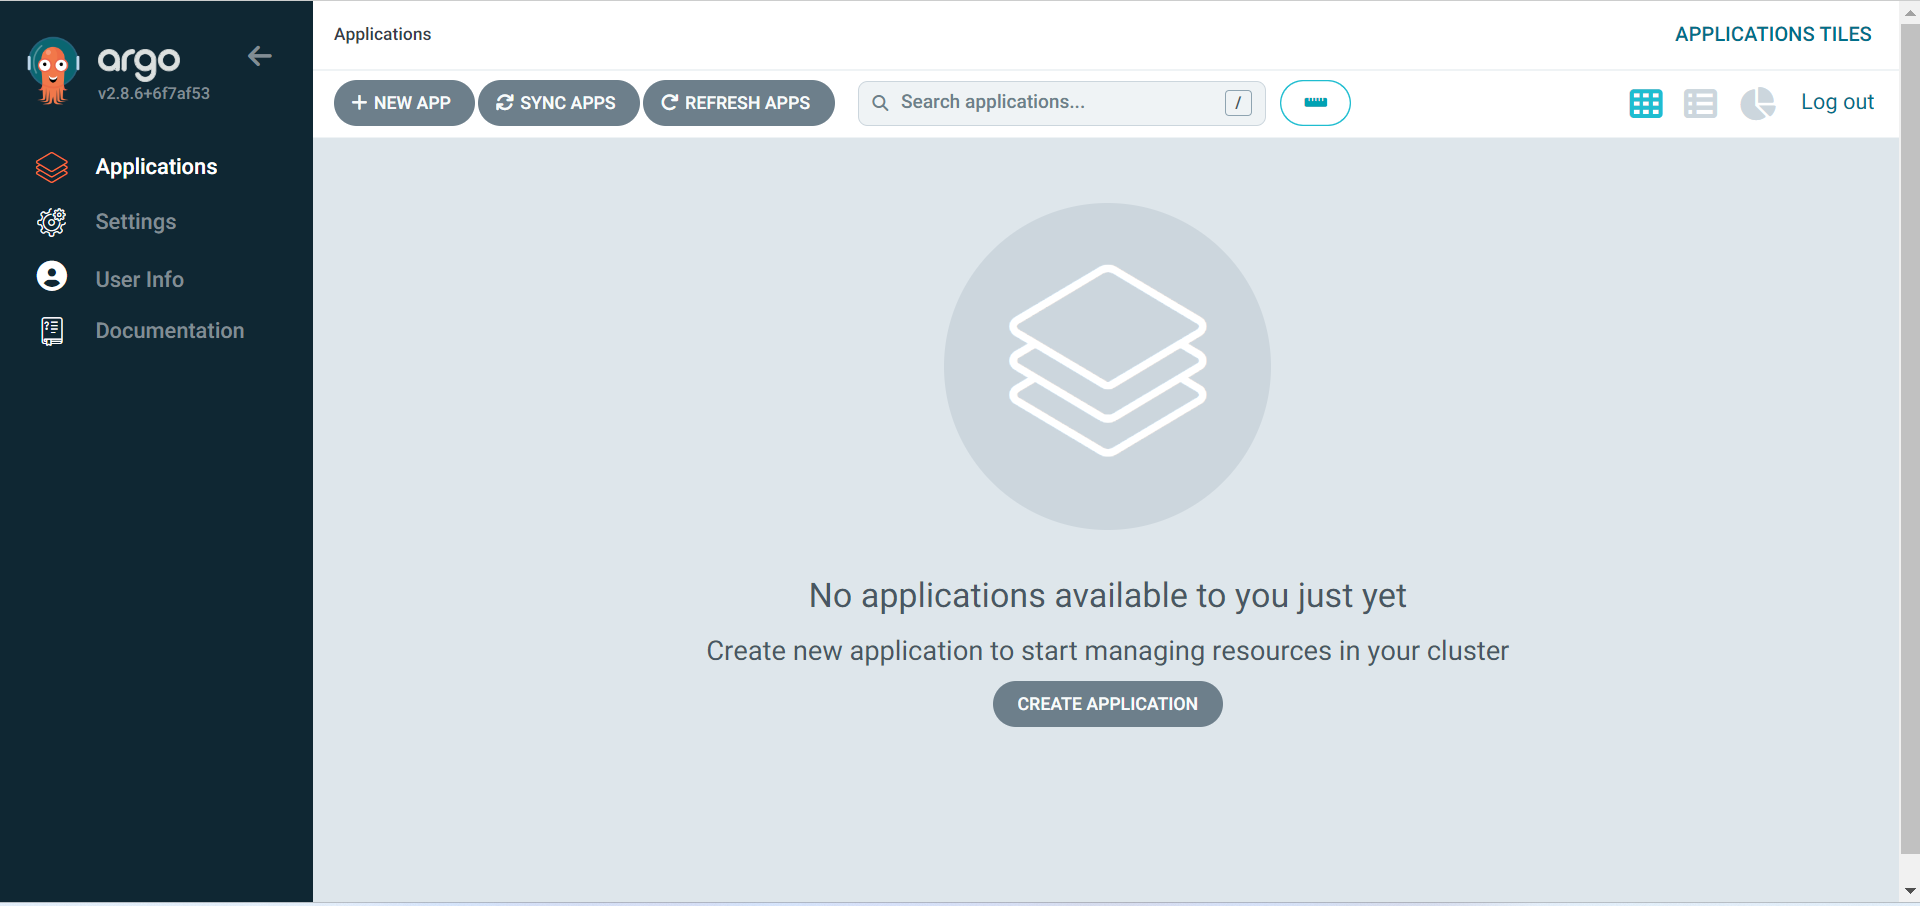 argo
v2.8.6+6f7af53
Applications
Settings
User Info
Documentation
Applications
APPLICATIONS TILES
NEW APP
SYNC APPS
REFRESH APPS
Search applications...
/
Log out
No applications available to you just yet
Create new application to start managing resources in your cluster
CREATE APPLICATION